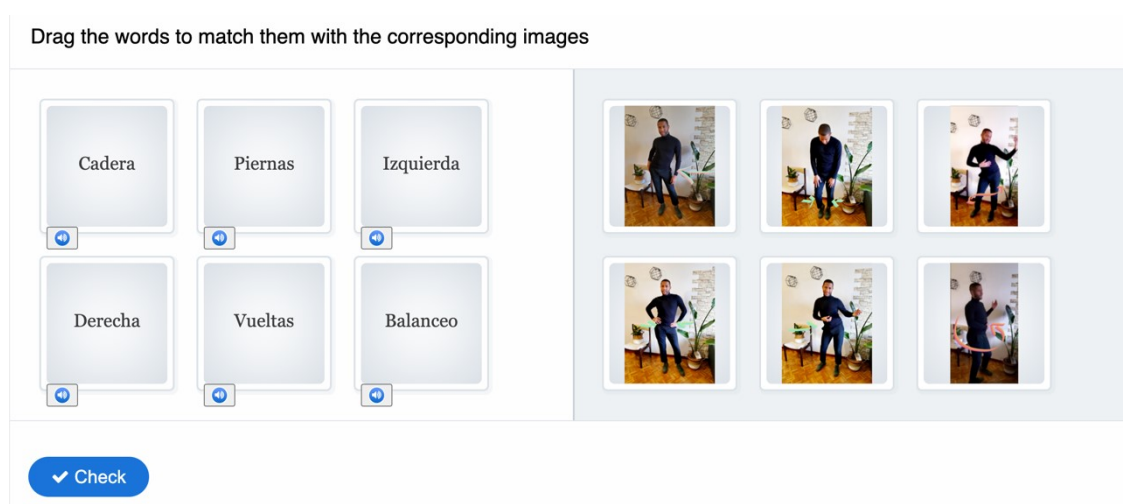 Drag the words to match them with the corresponding images
Cadera
Piernas
Izquierda
Derecha
Vueltas
Balanceo
Check